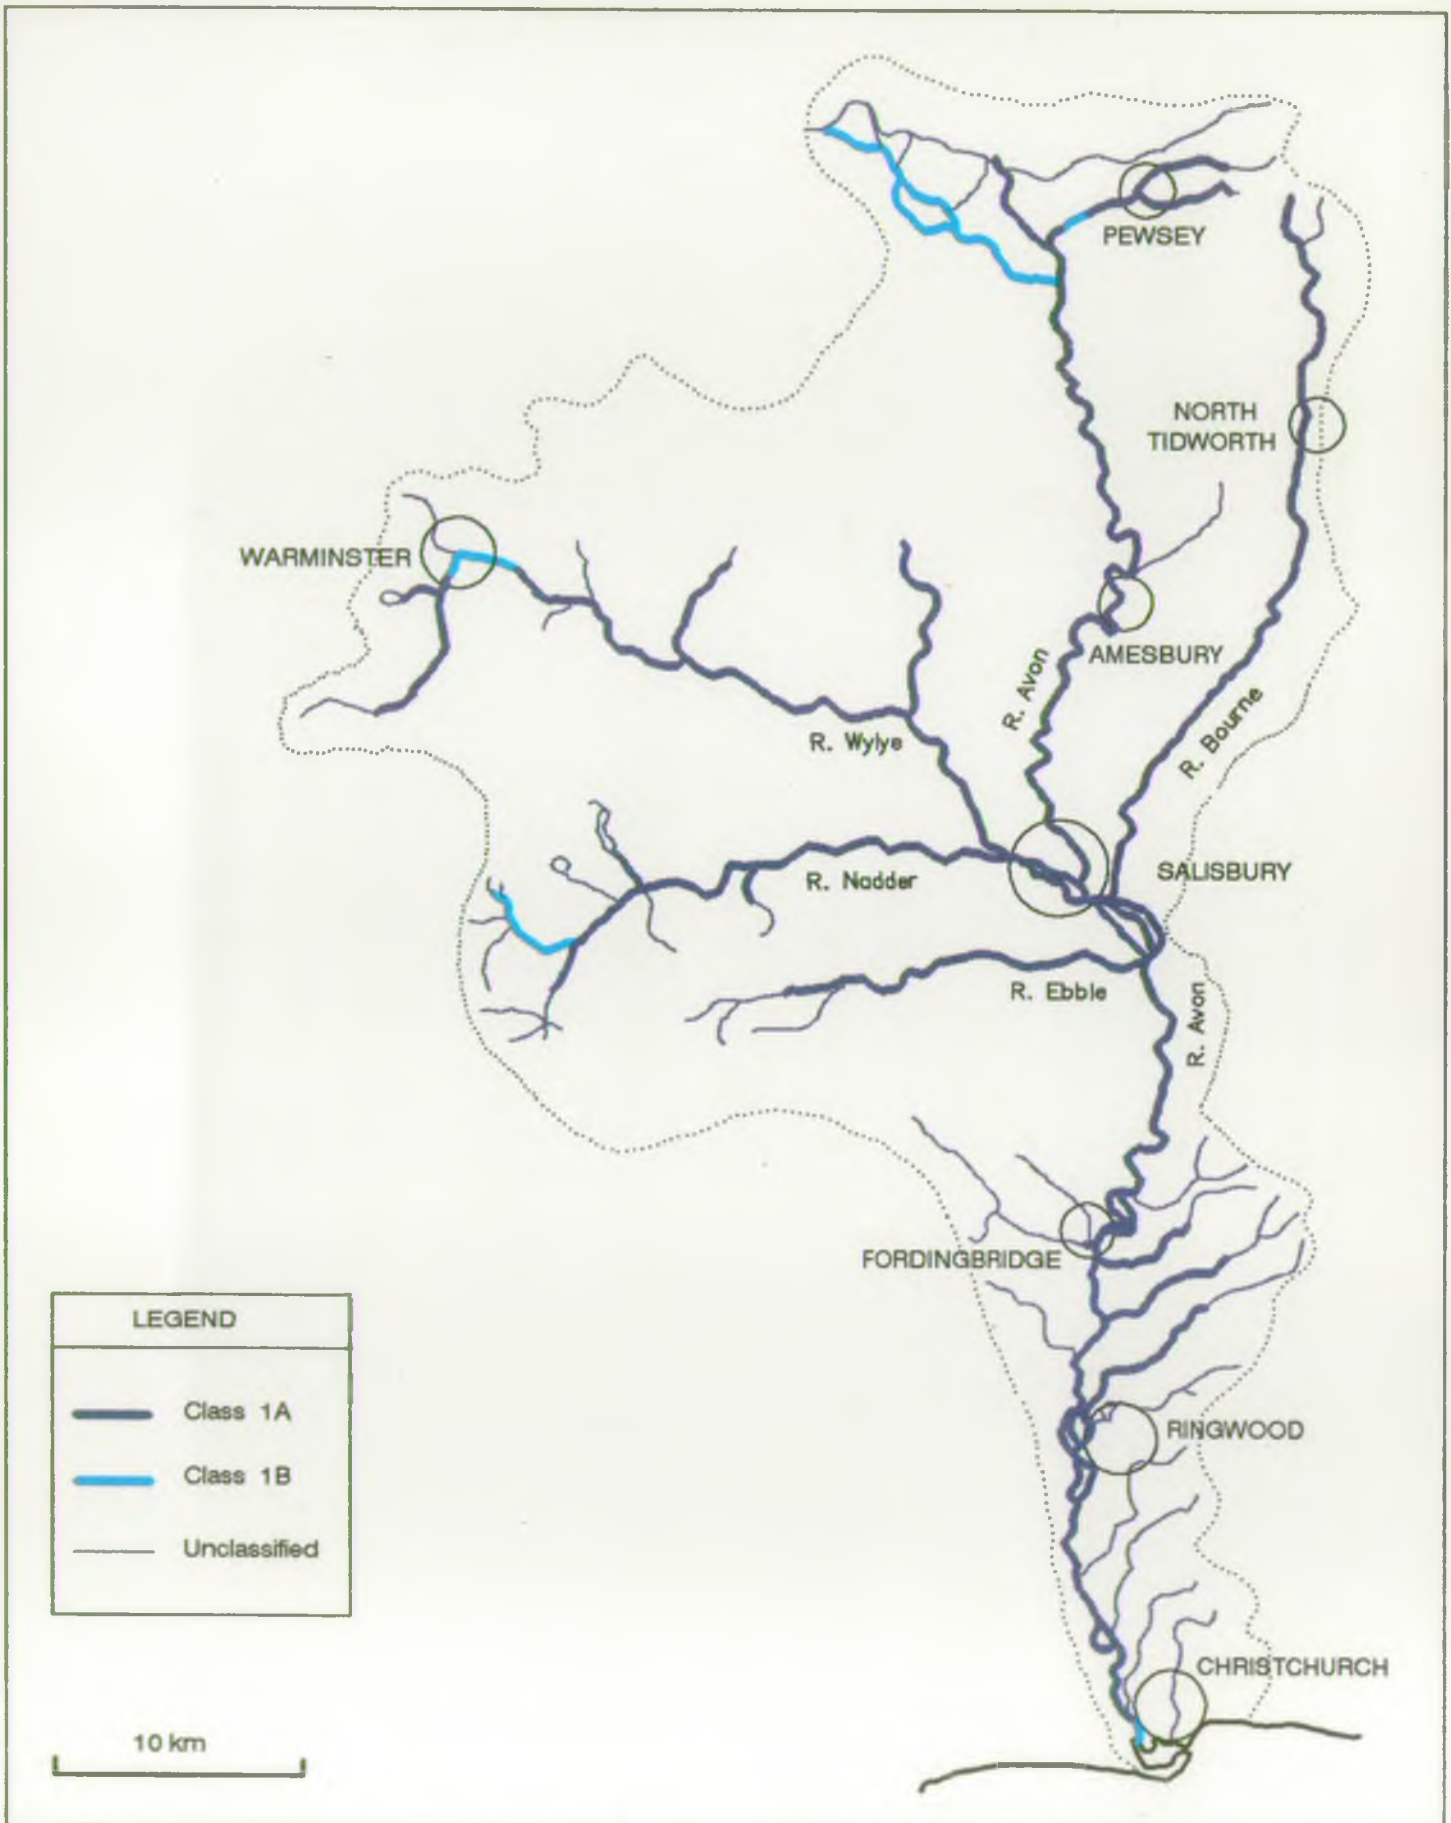 PEWSEY
NORTH
TIDWORTH
WARMINSTER
AMESBURY
R. Avon
R. Bourne
R. Wylye
SALISBURY
R. Nadder
R. Ebble
R. Avon
FORDINGBRIDGE
LEGEND
Class 1A
Class 1B
Unclassified
RINGWOOD
CHRISTCHURCH
10 km